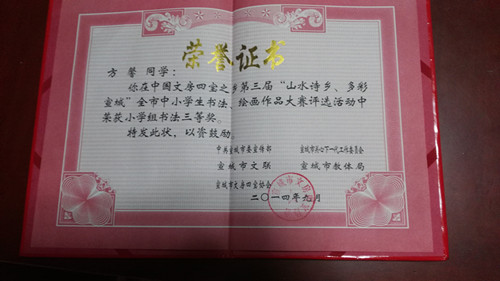 荣誉证书
方馨 同学：
你在中国文房四宝之乡第三届“山水诗乡、多彩
宣城”全市中小学生书法、绘画作品大赛评选活动中
荣获小学组书法三等奖。
特发此状，以资鼓励
中共宣城市委宣传部 宣城市关心下一代工作委员会
宣城市文联 宣城市教体局
宣城市文房四宝协会
二〇一四年九月